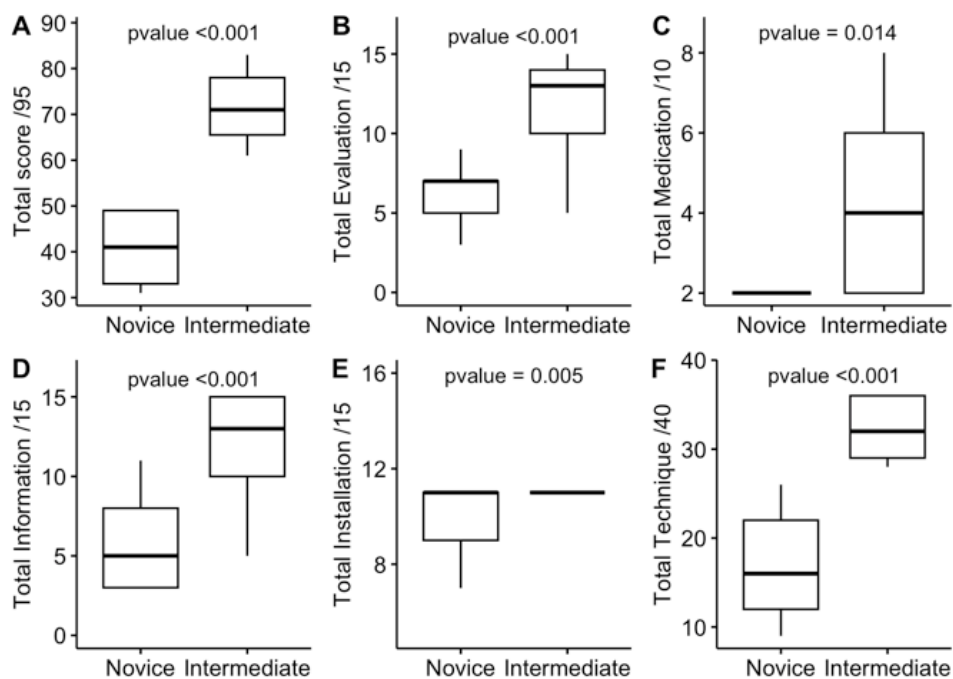 A
pvalue <0.001
Total score /95
90
80
70
60
50
40
30
Novice Intermediate
B
pvalue <0.001
Total Evaluation /15
15
10
5
0
Novice Intermediate
C
pvalue = 0.014
Total Medication /10
8
6
4
2
Novice Intermediate
D
pvalue <0.001
Total Information /15
15
10
5
0
Novice Intermediate
E
pvalue = 0.005
Total Installation /15
16
12
8
Novice Intermediate
F
pvalue <0.001
Total Technique /40
40
30
20
10
Novice Intermediate